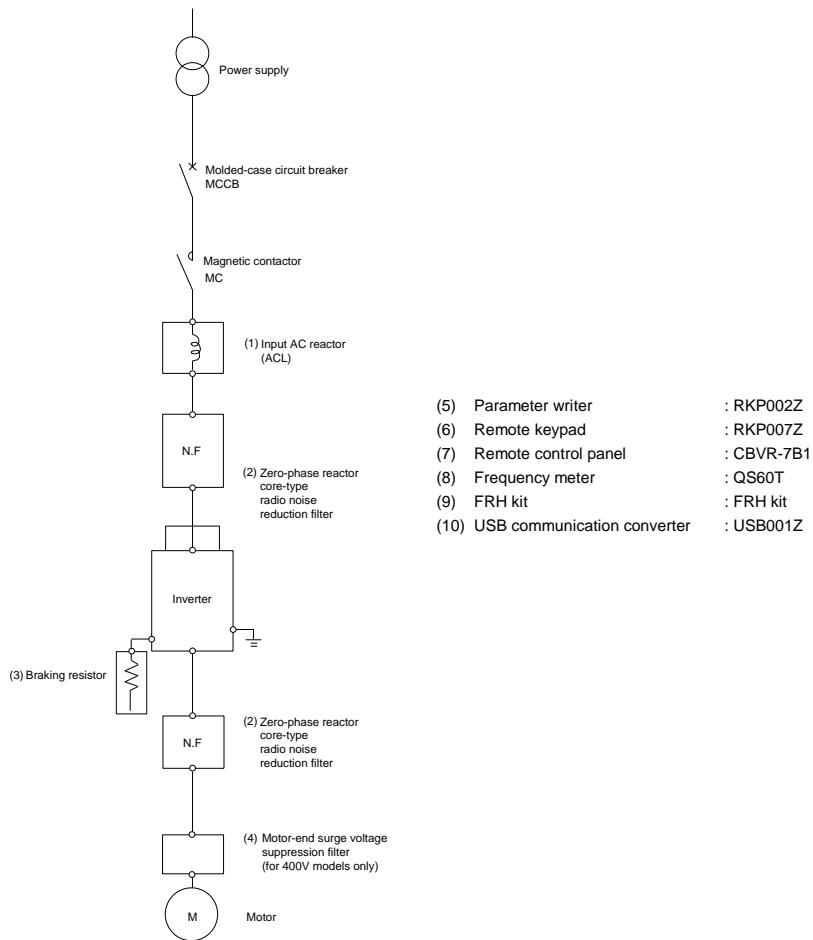 Power supply
Molded-case circuit breaker
MCCB
Magnetic contactor
MC
(1) Input AC reactor
(ACL)
N.F
(2) Zero-phase reactor
core-type
radio noise
reduction filter
Inverter
(3) Braking resistor
N.F
(2) Zero-phase reactor
core-type
radio noise
reduction filter
(4) Motor-end surge voltage
suppression filter
(for 400V models only)
M
Motor
(5) Parameter writer : RKP002Z
(6) Remote keypad : RKP007Z
(7) Remote control panel : CBVR-7B1
(8) Frequency meter : QS60T
(9) FRH kit : FRH kit
(10) USB communication converter : USB001Z